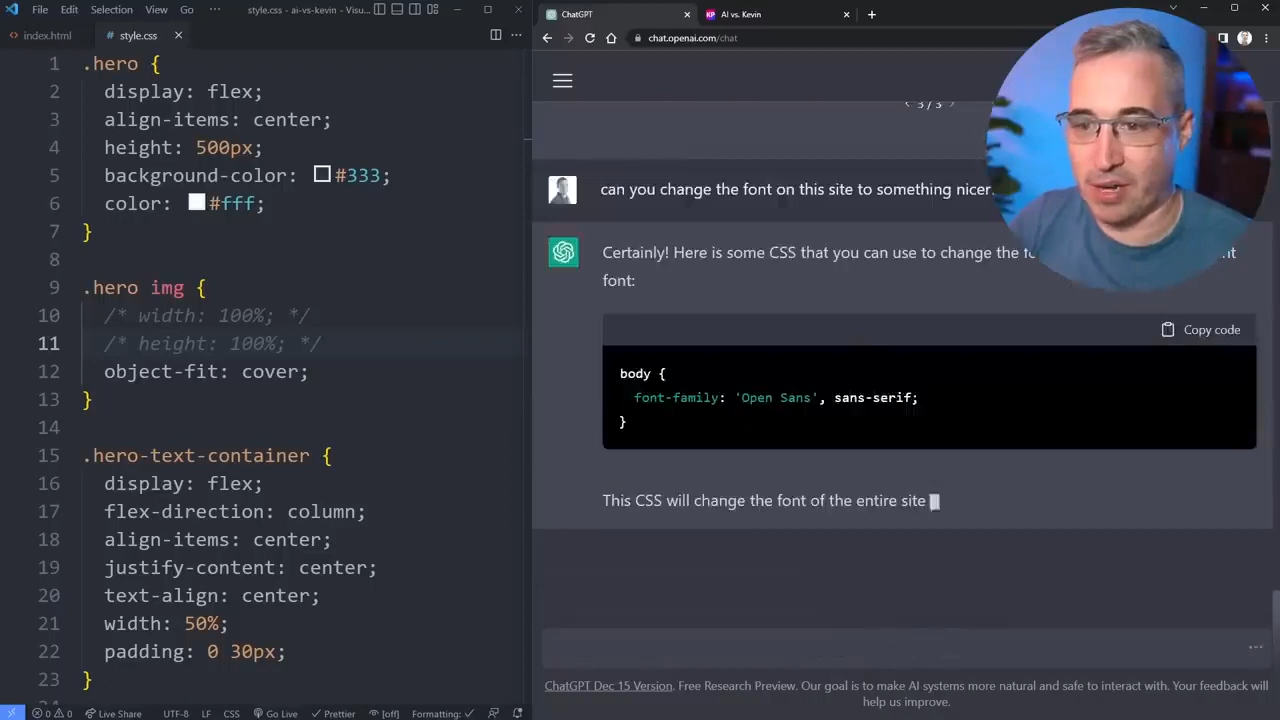 File Edit Selection View Go ··· style.css - ai-vs-kevin - Visu...
index.html style.css
1 .hero {
2 display: flex;
3 align-items: center;
4 height: 500px;
5 background-color: #333;
6 color: #fff;
7 }
8
9 .hero img {
10 /* width: 100%; */
11 /* height: 100%; */
12 object-fit: cover;
13 }
14
15 .hero-text-container {
16 display: flex;
17 flex-direction: column;
18 align-items: center;
19 justify-content: center;
20 text-align: center;
21 width: 50%;
22 padding: 0 30px;
23 }
0 0 Live Share UTF-8 LF CSS Go Live Prettier [off] Formatting:
ChatGPT
KP AI vs. Kevin
chat.openai.com/chat
< 3 / 3 >
can you change the font on this site to something nicer.
Certainly! Here is some CSS that you can use to change the
font:
Copy code
body {
font-family: 'Open Sans', sans-serif;
}
This CSS will change the font of the entire site
ChatGPT Dec 15 Version. Free Research Preview. Our goal is to make AI systems more natural and safe to interact with. Your feedback will
help us improve.